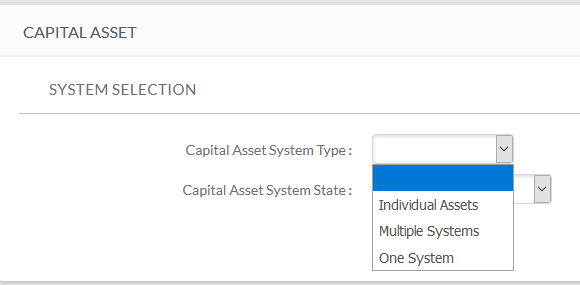 CAPITAL ASSET
SYSTEM SELECTION
Capital Asset System Type :
Capital Asset System State :
Individual Assets
Multiple Systems
One System